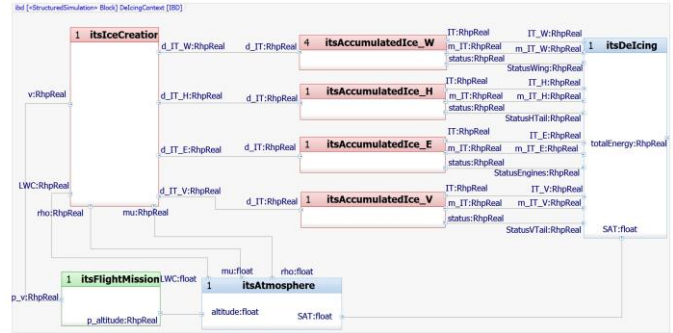 ibd [«StructuredSimulation» Block] DeIcingContext [IBD]
1 itsIceCreation
d_IT_W:RhpReal
d_IT:RhpReal
4 itsAccumulatedIce_W
IT:RhpReal
IT_W:RhpReal
m_IT:RhpReal
m_IT_W:RhpReal
status:RhpReal
StatusWing:RhpReal
1 itsDeIcing
v:RhpReal
d_IT_H:RhpReal
d_IT:RhpReal
1 itsAccumulatedIce_H
IT:RhpReal
IT_H:RhpReal
m_IT:RhpReal
m_IT_H:RhpReal
status:RhpReal
StatusHTail:RhpReal
d_IT_E:RhpReal
d_IT:RhpReal
1 itsAccumulatedIce_E
IT:RhpReal
IT_E:RhpReal
m_IT:RhpReal
m_IT_E:RhpReal
totalEnergy:RhpReal
status:RhpReal
StatusEngines:RhpReal
LWC:RhpReal
d_IT_V:RhpReal
d_IT:RhpReal
1 itsAccumulatedIce_V
IT:RhpReal
IT_V:RhpReal
m_IT:RhpReal
m_IT_V:RhpReal
status:RhpReal
StatusVTail:RhpReal
rho:RhpReal
mu:RhpReal
SAT:float
1 itsFlightMission
LWC:float
mu:float
rho:float
1 itsAtmosphere
p_v:RhpReal
p_altitude:RhpReal
altitude:float
SAT:float